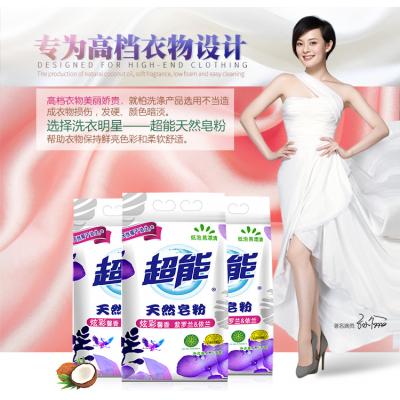 专为高档衣物设计
DESIGNED FOR HIGH-END CLOTHING
The production of natural coconut oil, soft fragrance, low foam and easy cleaning
高档衣物美丽娇贵、就怕洗涤产品选用不当造
成衣物损伤，发硬、颜色暗淡。
选择洗衣明星——超能天然皂粉
帮助衣物保持鲜亮色彩和柔软舒适。
低泡易漂清
超能
天然皂粉
炫彩馨香 紫罗兰&依兰
著名演员